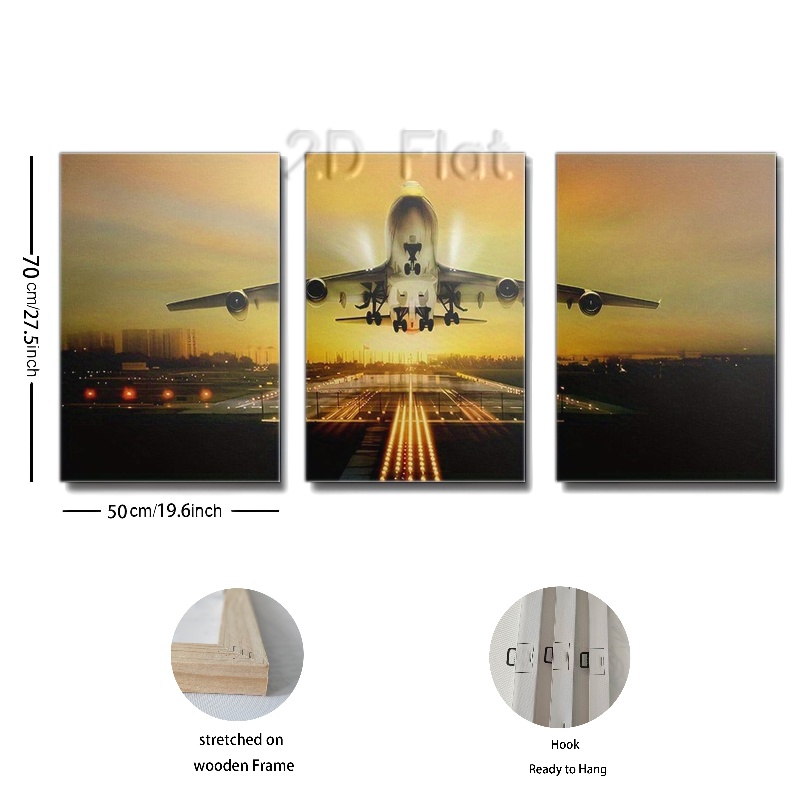 2D Flat
70 cm/27.5inch
50cm/19.6inch
stretched on
wooden Frame
Hook
Ready to Hang